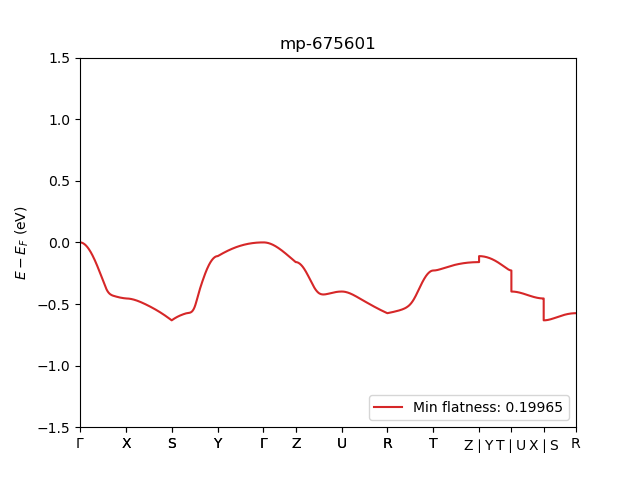 mp-675601
1.5
1.0
0.5
0.0
−0.5
−1.0
−1.5
E − E_F (eV)
Min flatness: 0.19965
Γ X S Y Γ Z U R T Z | Y T | U X | S R